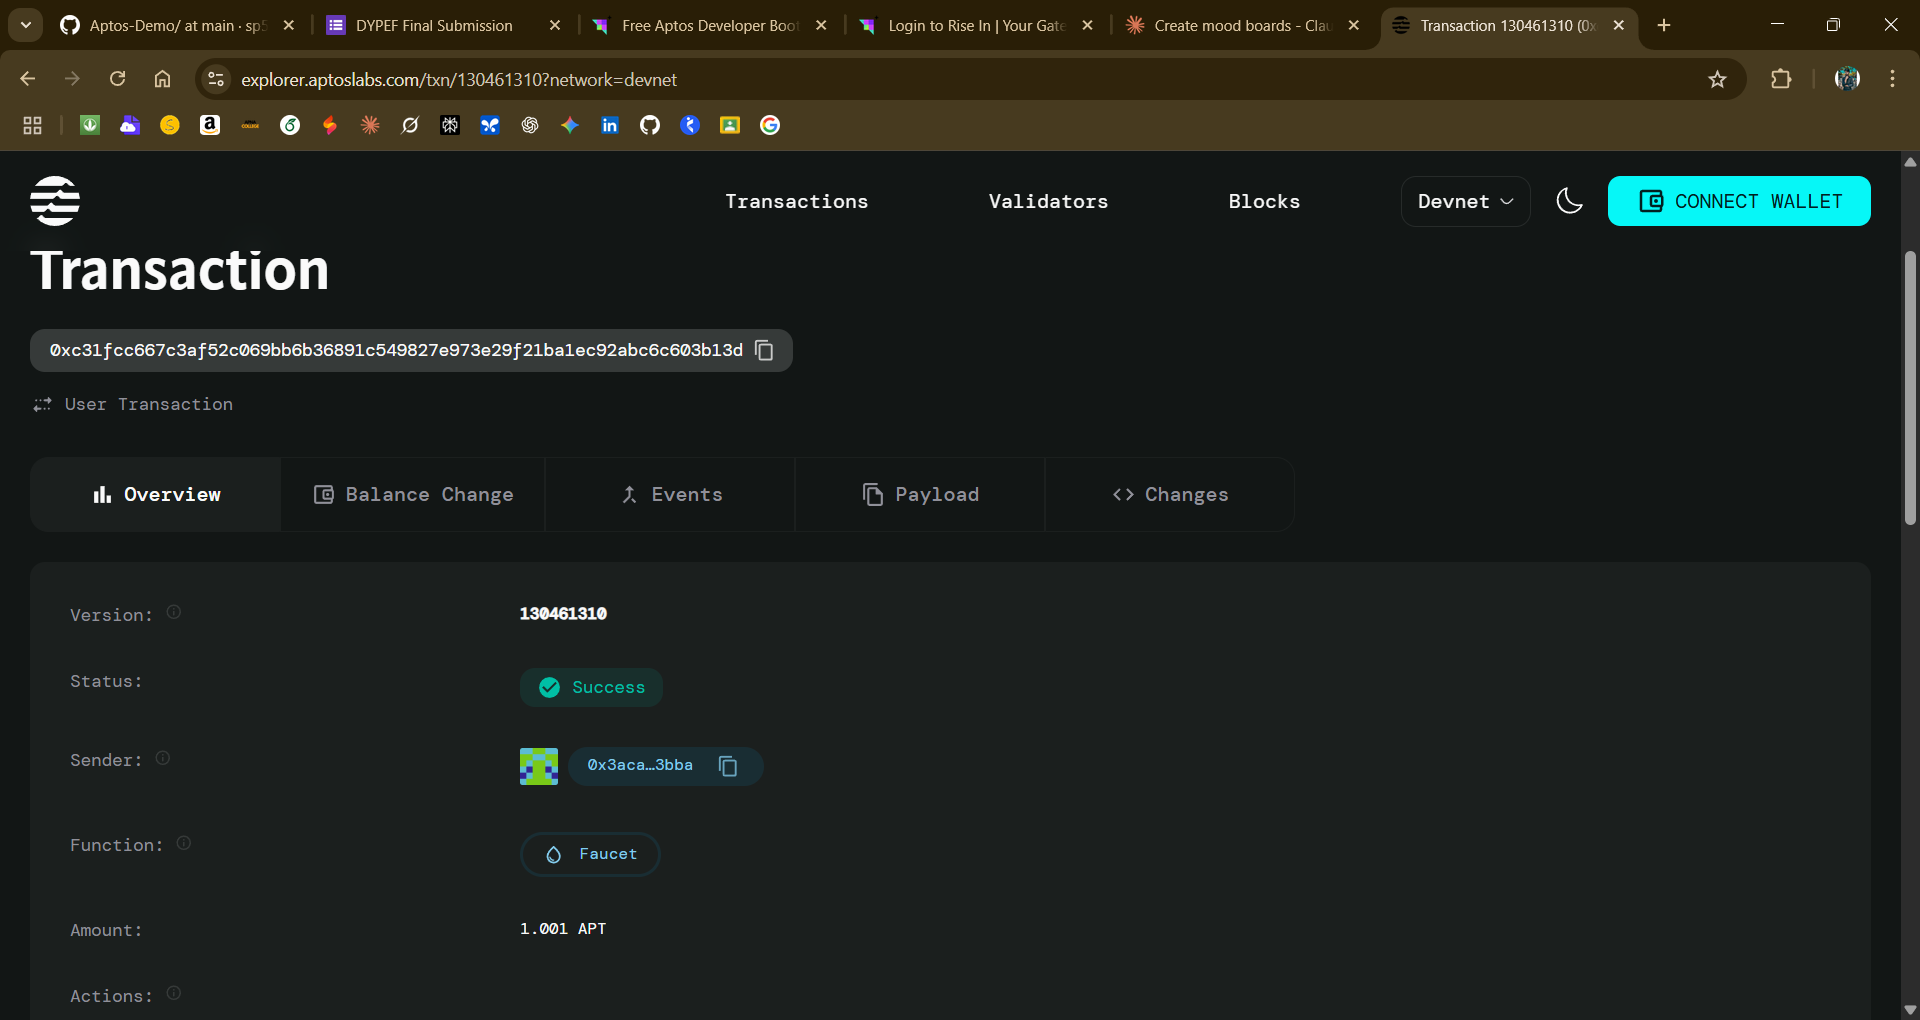 Aptos-Demo/ at main · sp5
DYPEF Final Submission
Free Aptos Developer Boot
Login to Rise In | Your Gate
Create mood boards - Clau
Transaction 130461310 (0x
explorer.aptoslabs.com/txn/130461310?network=devnet
Transactions
Validators
Blocks
Devnet
CONNECT WALLET
Transaction
0xc31fcc667c3af52c069bb6b36891c549827e973e29f21ba1ec92abc6c603b13d
User Transaction
Overview
Balance Change
Events
Payload
Changes
Version:
130461310
Status:
Success
Sender:
0x3aca…3bba
Function:
Faucet
Amount:
1.001 APT
Actions: